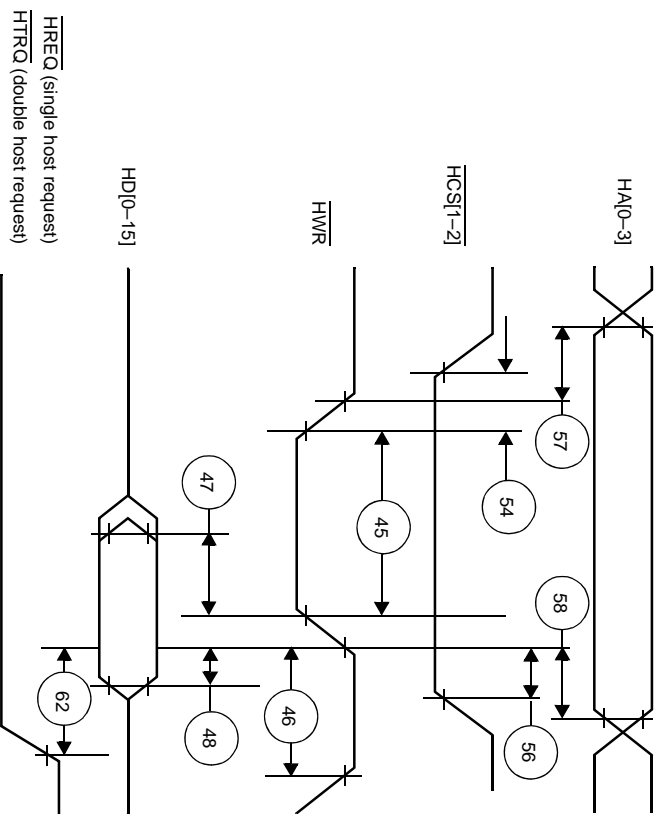 HA[0–3]
57
58
56
54
HCS[1–2]
45
HWR
46
47
48
HD[0–15]
62
HREQ (single host request)
HTRQ (double host request)